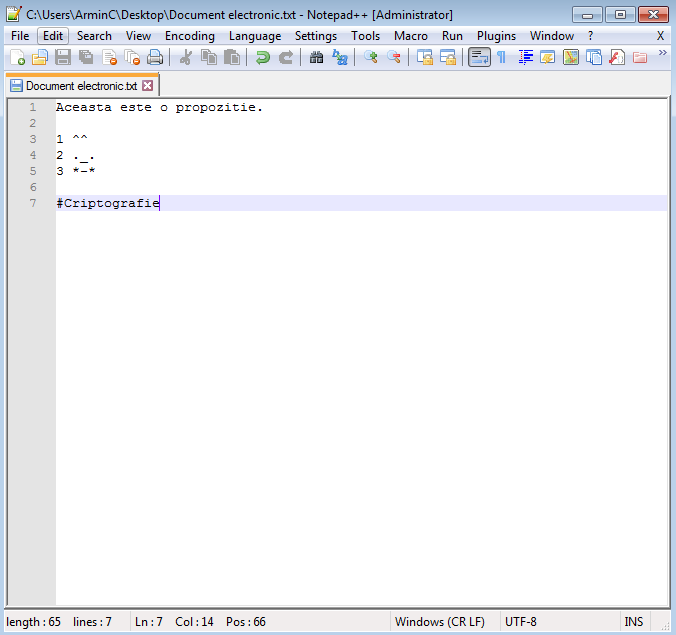 C:\Users\ArminC\Desktop\Document electronic.txt - Notepad++ [Administrator]
File Edit Search View Encoding Language Settings Tools Macro Run Plugins Window ? X
Document electronic.txt
1 Aceasta este o propozitie.
2
3 1 ^^
4 2 ._.
5 3 *-*
6
7 #Criptografie
length : 65 lines : 7 Ln : 7 Col : 14 Pos : 66 Windows (CR LF) UTF-8 INS